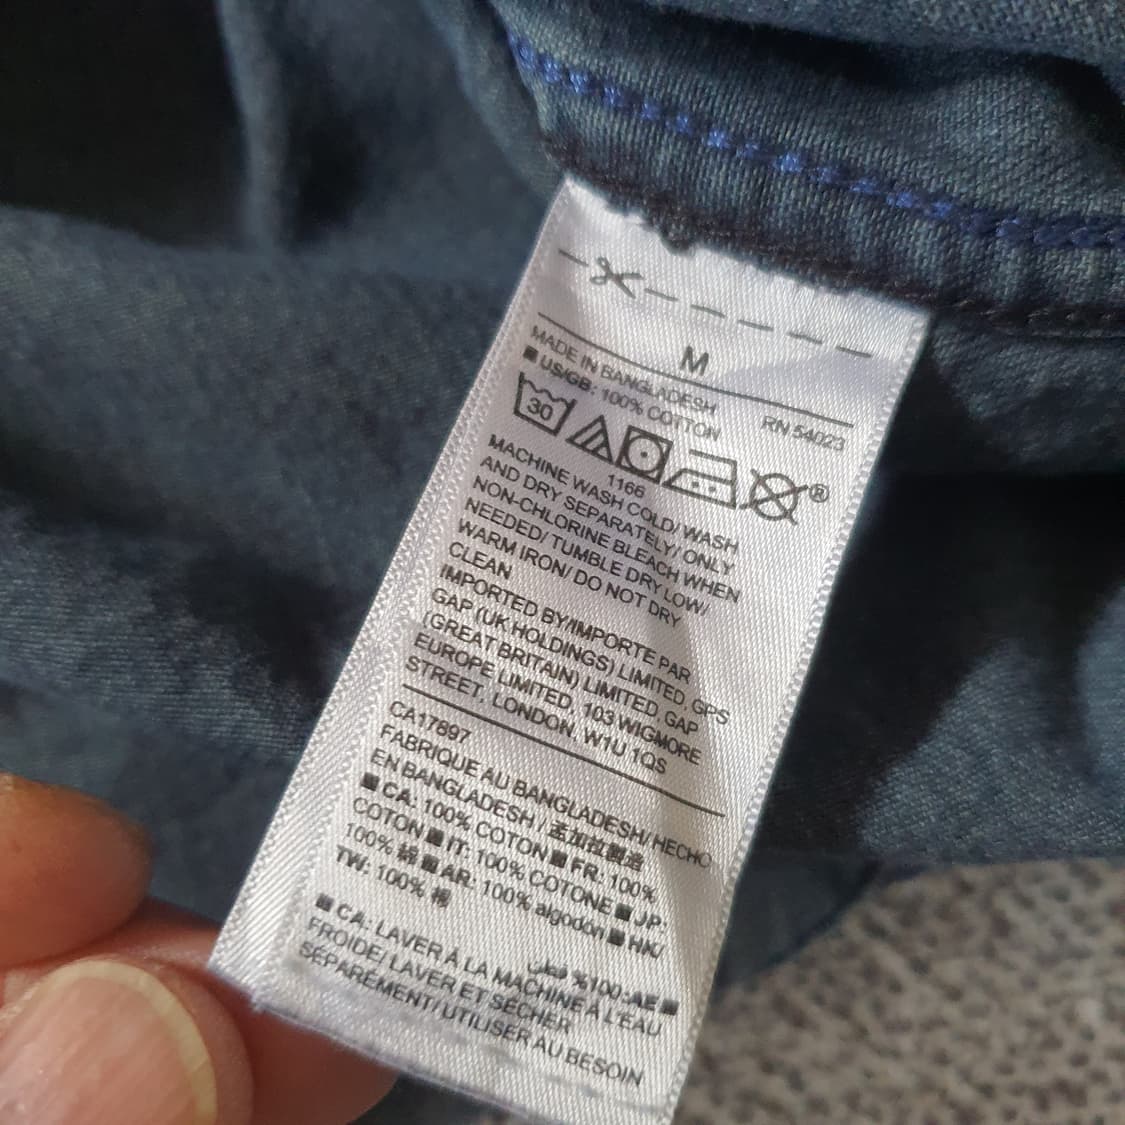 M
MADE IN BANGLADESH RN 54023
■ US/GB: 100% COTTON
30
®
1166
MACHINE WASH COLD/ WASH
AND DRY SEPARATELY/ ONLY
NON-CHLORINE BLEACH WHEN
NEEDED/ TUMBLE DRY LOW/
WARM IRON/ DO NOT DRY
CLEAN
IMPORTED BY/IMPORTE PAR
GAP (UK HOLDINGS) LIMITED, GPS
(GREAT BRITAIN) LIMITED, GAP
EUROPE LIMITED, 103 WIGMORE
STREET, LONDON, W1U 1QS
CA17897
FABRIQUE AU BANGLADESH/ HECHO
EN BANGLADESH / 孟加拉製造
■ CA: 100% COTON ■ FR: 100%
COTON ■ IT: 100% COTONE ■ JP:
100% 綿 ■ AR: 100% algodón ■ HK/
TW: 100% 棉
■ AE: 100% قطن
■ CA: LAVER À LA MACHINE À L'EAU
FROIDE/ LAVER ET SÉCHER
SÉPARÉMENT/ UTILISER AU BESOIN